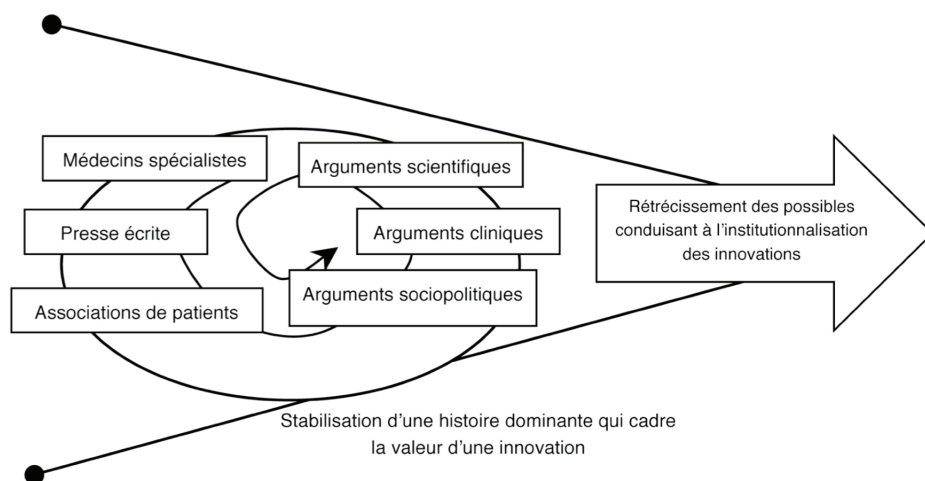 Médecins spécialistes
Presse écrite
Associations de patients
Arguments scientifiques
Arguments cliniques
Arguments sociopolitiques
Rétrécissement des possibles
conduisant à l'institutionnalisation
des innovations
Stabilisation d'une histoire dominante qui cadre
la valeur d'une innovation